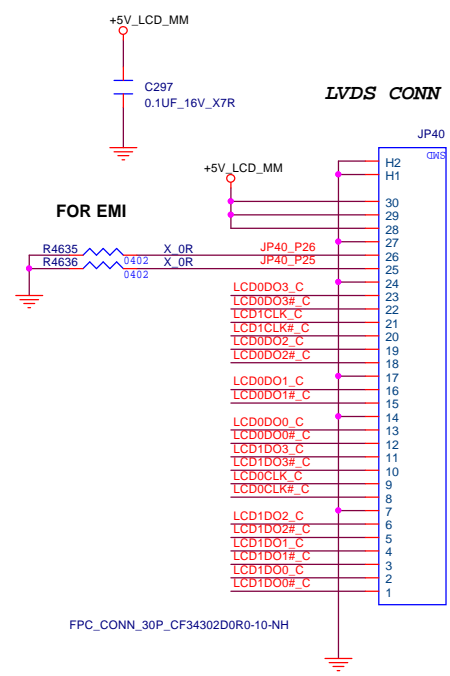 +5V_LCD_MM
C297
0.1UF_16V_X7R
LVDS CONN
JP40
SMD
+5V_LCD_MM
H2
H1
30
29
28
FOR EMI
27
R4635 0402 X_0R JP40_P26 26
R4636 0402 X_0R JP40_P25 25
24
LCD0DO3_C 23
LCD0DO3#_C 22
LCD1CLK_C 21
LCD1CLK#_C 20
LCD0DO2_C 19
LCD0DO2#_C 18
17
LCD0DO1_C 16
LCD0DO1#_C 15
14
LCD0DO0_C 13
LCD0DO0#_C 12
LCD1DO3_C 11
LCD1DO3#_C 10
LCD0CLK_C 9
LCD0CLK#_C 8
7
LCD1DO2_C 6
LCD1DO2#_C 5
LCD1DO1_C 4
LCD1DO1#_C 3
LCD1DO0_C 2
LCD1DO0#_C 1
FPC_CONN_30P_CF34302D0R0-10-NH